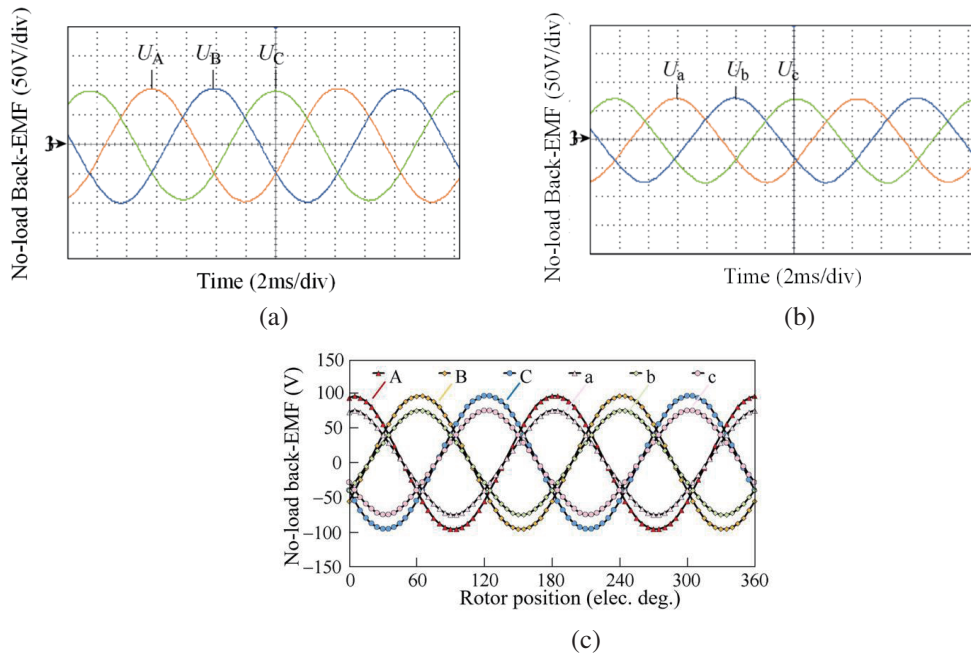 No-load Back-EMF (50V/div)
U_A U_B U_C
Time (2ms/div)
(a)
No-load Back-EMF (50V/div)
U_a U_b U_c
Time (2ms/div)
(b)
No-load back-EMF (V)
150
100
50
0
−50
−100
−150
A B C a b c
0 60 120 180 240 300 360
Rotor position (elec. deg.)
(c)